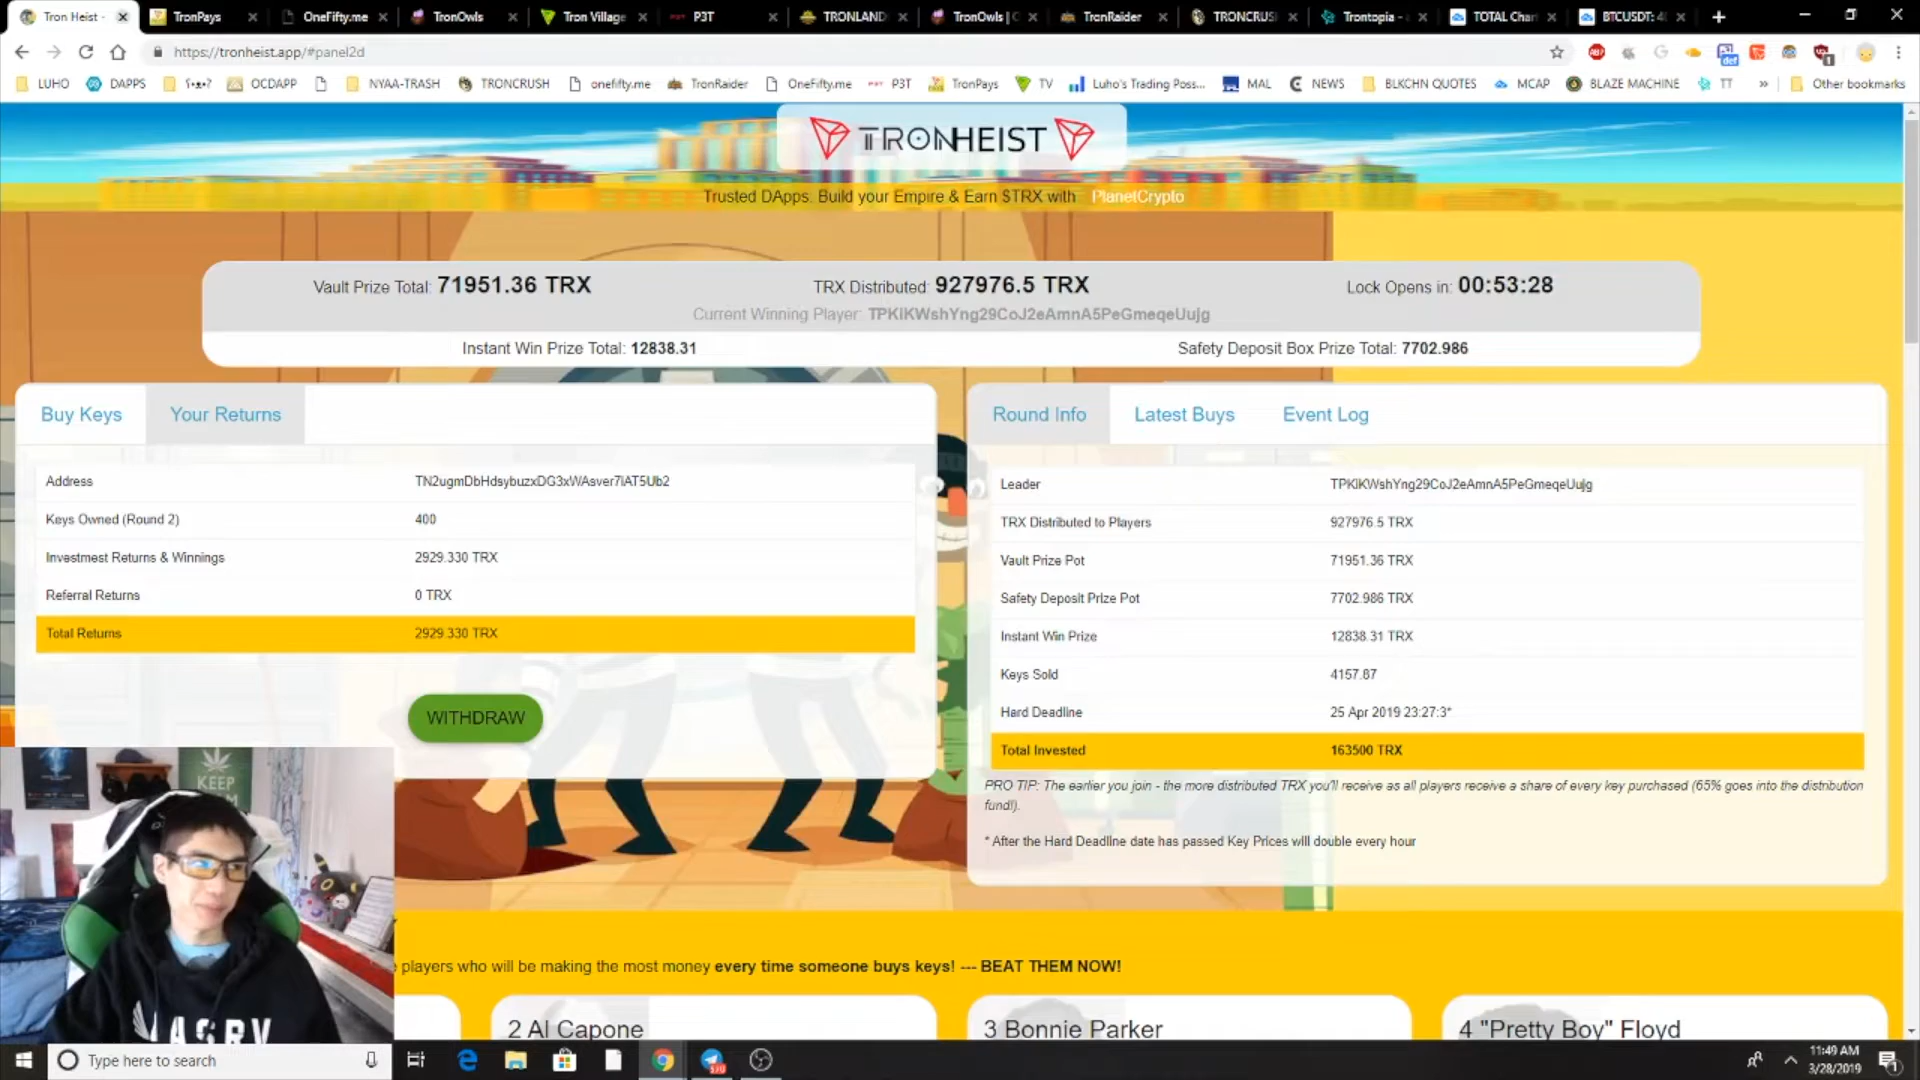 Tron Heist -
TronPays
OneFifty.me
TronOwls
Tron Village
P3T
TRONLAND
TronOwls | C
TronRaider
TRONCRUS
Trontopia -
TOTAL Char
BTCUSDT: 4
https://tronheist.app/#panel2d
LUHO
DAPPS
OCDAPP
NYAA-TRASH
TRONCRUSH
onefifty.me
TronRaider
OneFifty.me
P3T
TronPays
TV
Luho's Trading Poss...
MAL
NEWS
BLKCHN QUOTES
MCAP
BLAZE MACHINE
TT
»
Other bookmarks
TRONHEIST
Trusted DApps. Build your Empire & Earn $TRX with PlanetCrypto
Vault Prize Total: 71951.36 TRX
TRX Distributed: 927976.5 TRX
Lock Opens in: 00:53:28
Current Winning Player: TPKiKWshYng29CoJ2eAmnA5PeGmeqeUujg
Instant Win Prize Total: 12838.31
Safety Deposit Box Prize Total: 7702.986
Buy Keys
Your Returns
Address TN2ugmDbHdsybuzxDG3xWAsver7iAT5Ub2
Keys Owned (Round 2) 400
Investmest Returns & Winnings 2929.330 TRX
Referral Returns 0 TRX
Total Returns 2929.330 TRX
WITHDRAW
Round Info
Latest Buys
Event Log
Leader TPKiKWshYng29CoJ2eAmnA5PeGmeqeUujg
TRX Distributed to Players 927976.5 TRX
Vault Prize Pot 71951.36 TRX
Safety Deposit Prize Pot 7702.986 TRX
Instant Win Prize 12838.31 TRX
Keys Sold 4157.87
Hard Deadline 25 Apr 2019 23:27:3*
Total Invested 163500 TRX
PRO TIP: The earlier you join - the more distributed TRX you'll receive as all players receive a share of every key purchased (65% goes into the distribution
fund!).
* After the Hard Deadline date has passed Key Prices will double every hour
KEEP
players who will be making the most money every time someone buys keys! --- BEAT THEM NOW!
2 Al Capone
3 Bonnie Parker
4 "Pretty Boy" Floyd
ASRV
Type here to search
11:49 AM
3/28/2019